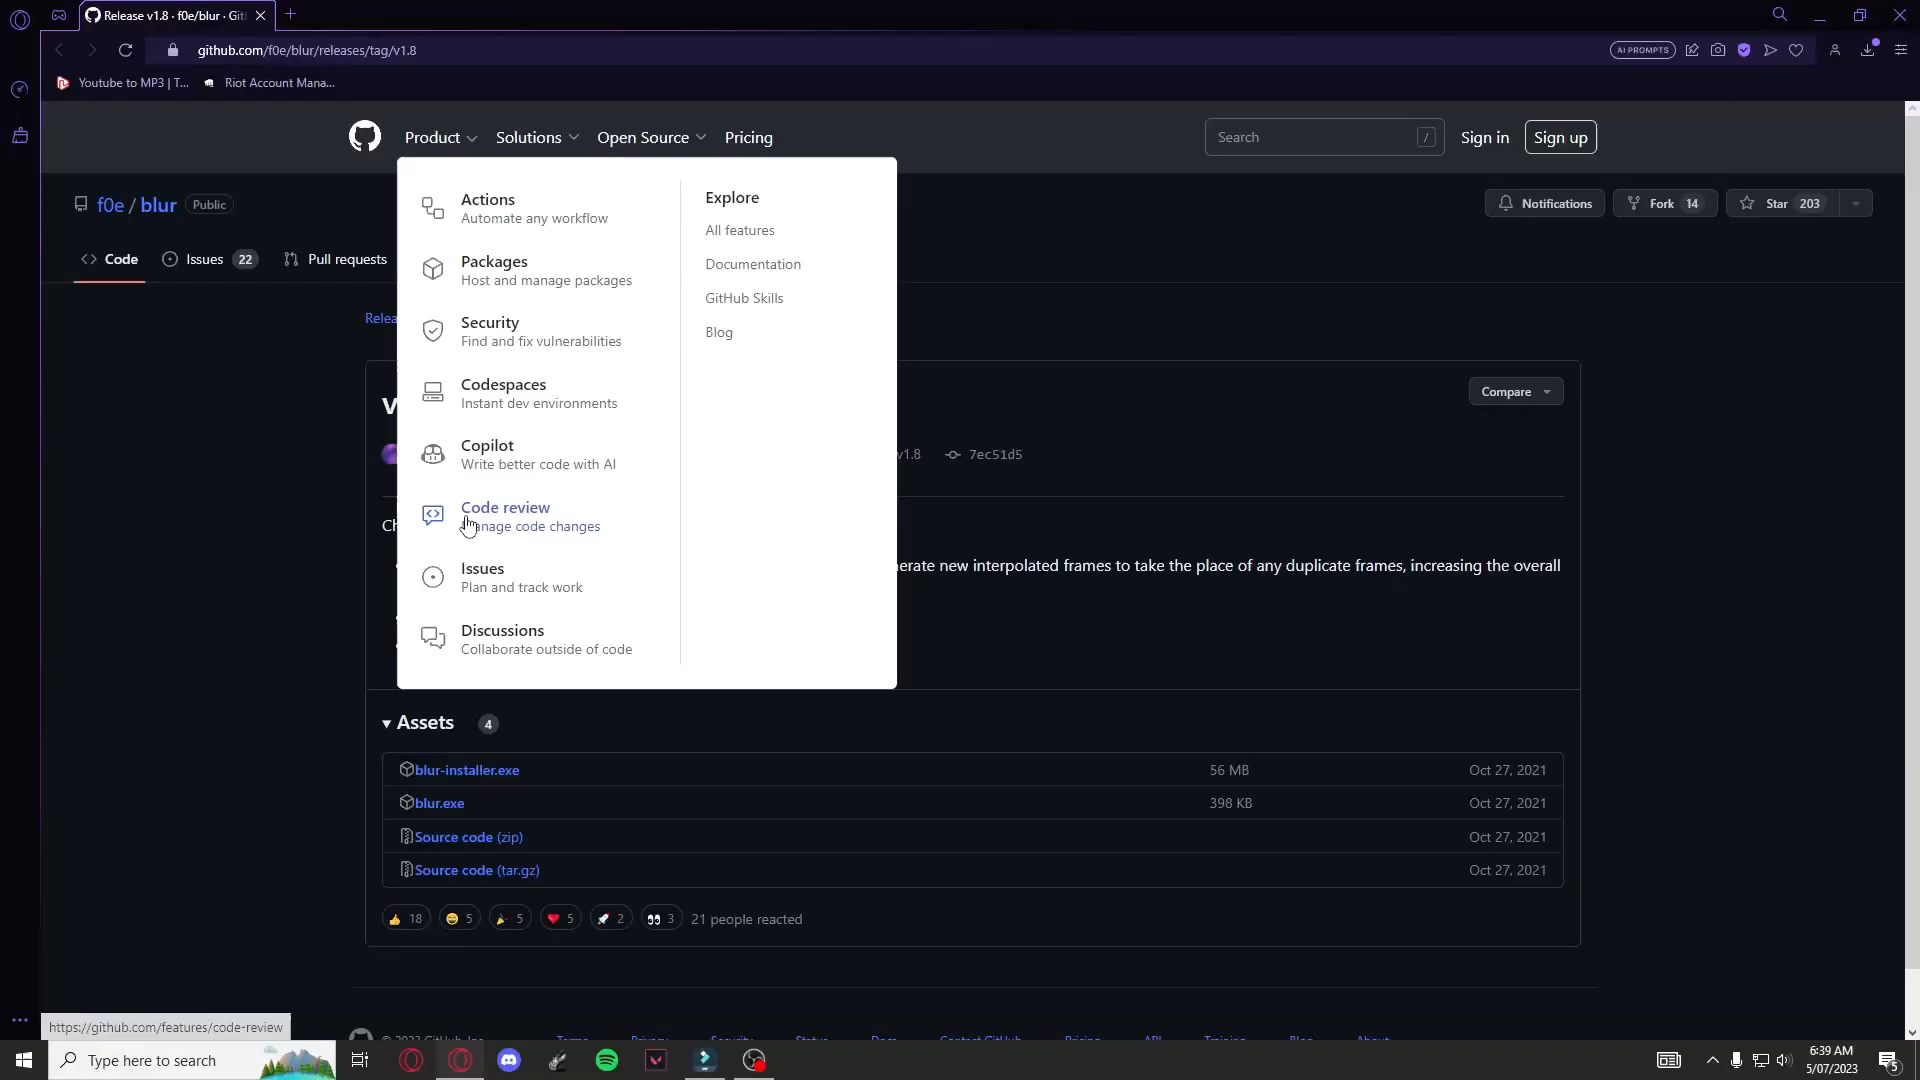 Release v1.8 · f0e/blur · Git
github.com/f0e/blur/releases/tag/v1.8
AI PROMPTS
Youtube to MP3 | T...
Riot Account Mana...
Product
Solutions
Open Source
Pricing
Search
/
Sign in
Sign up
f0e / blur
Public
Notifications
Fork 14
Star 203
Code
Issues 22
Pull requests
Actions
Automate any workflow
Packages
Host and manage packages
Security
Find and fix vulnerabilities
Codespaces
Instant dev environments
Copilot
Write better code with AI
Code review
anage code changes
Issues
Plan and track work
Discussions
Collaborate outside of code
Explore
All features
Documentation
GitHub Skills
Blog
Relea
Compare
v1.8
7ec51d5
Ch
erate new interpolated frames to take the place of any duplicate frames, increasing the overall
Assets 4
blur-installer.exe
56 MB
Oct 27, 2021
blur.exe
398 KB
Oct 27, 2021
Source code (zip)
Oct 27, 2021
Source code (tar.gz)
Oct 27, 2021
18
5
5
5
2
3
21 people reacted
https://github.com/features/code-review
Type here to search
6:39 AM
5/07/2023
5